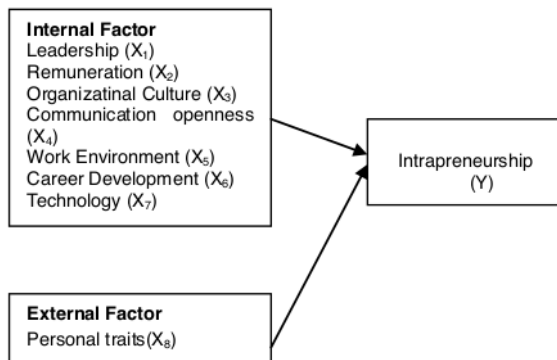 Internal Factor
Leadership (X₁)
Remuneration (X₂)
Organizatinal Culture (X₃)
Communication openness
(X₄)
Work Environment (X₅)
Career Development (X₆)
Technology (X₇)
Intrapreneurship
(Y)
External Factor
Personal traits(X₈)